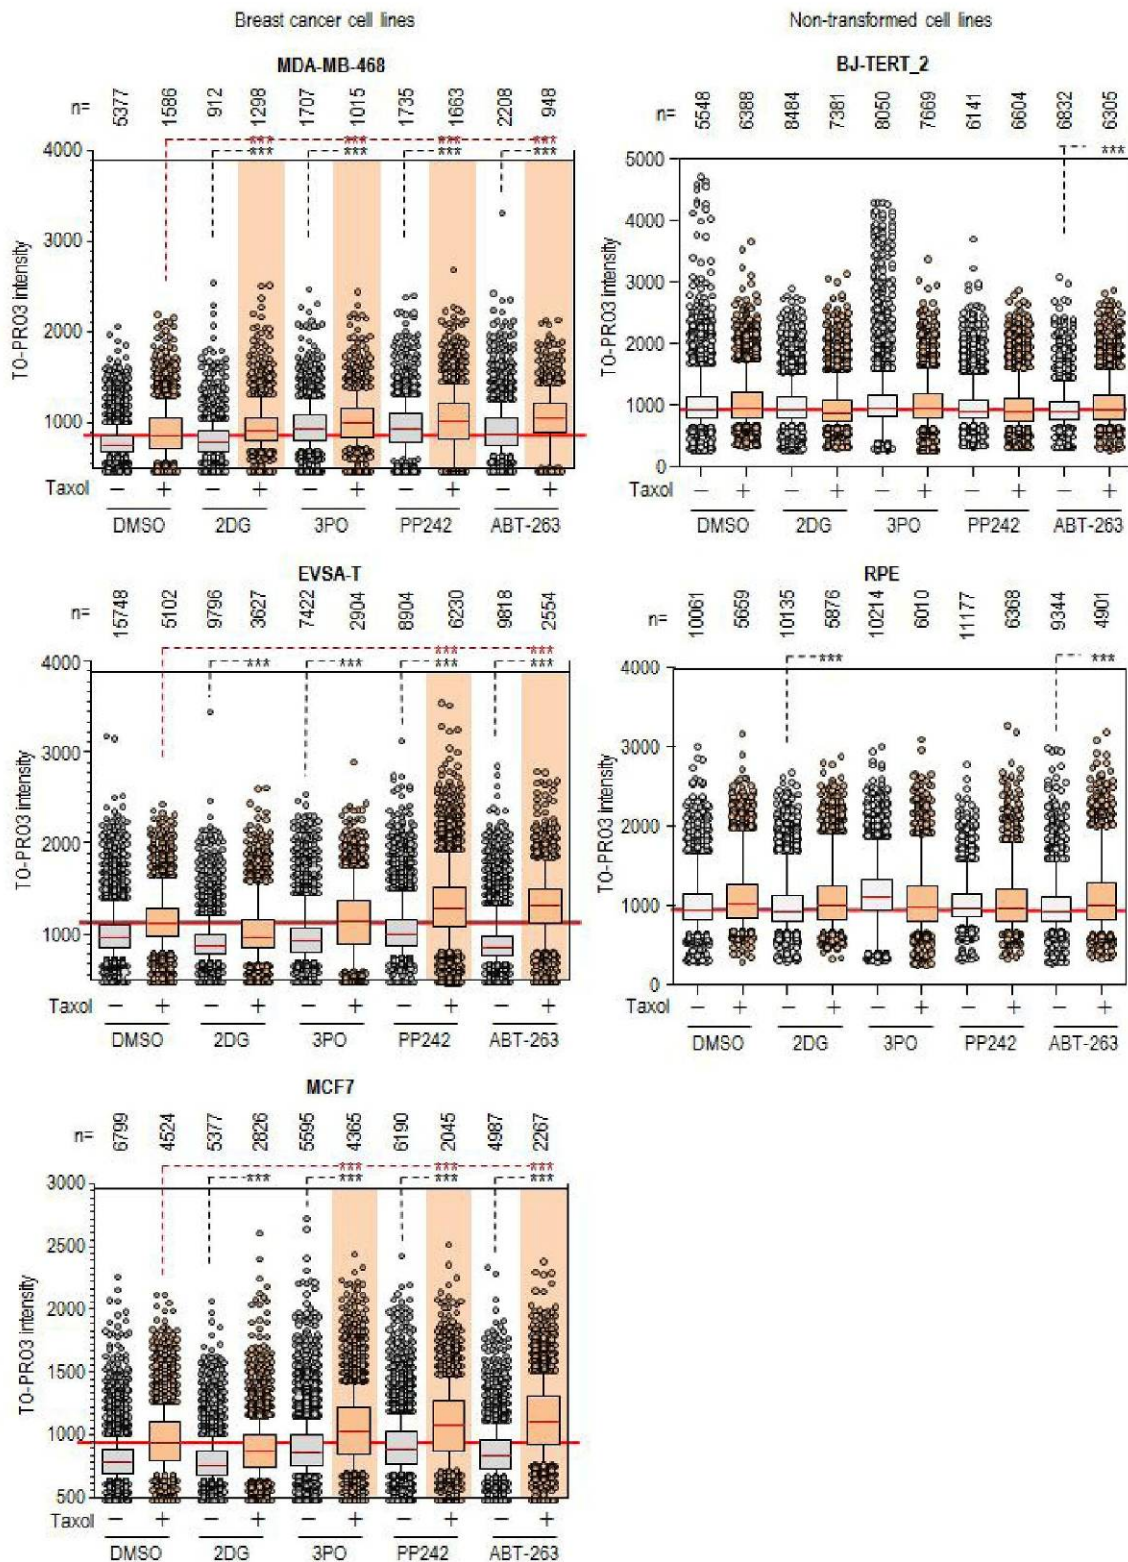 Breast cancer cell lines
Non-transformed cell lines
MDA-MB-468
n= 5377 1586 912 1298 1707 1015 1735 1663 2208 948
*** *** *** ***
*** *** *** ***
TO-PRO3 intensity
4000
3000
2000
1000
Taxol − + − + − + − + − +
DMSO 2DG 3PO PP242 ABT-263
BJ-TERT_2
n= 5548 6388 8484 7381 8050 7669 6141 6604 6832 6305
***
TO-PRO3 intensity
5000
4000
3000
2000
1000
0
Taxol − + − + − + − + − +
DMSO 2DG 3PO PP242 ABT-263
EVSA-T
n= 15748 5102 9796 3627 7422 2904 8904 6230 9818 2554
*** ***
*** *** *** ***
TO-PRO3 intensity
4000
3000
2000
1000
Taxol − + − + − + − + − +
DMSO 2DG 3PO PP242 ABT-263
RPE
n= 10061 5659 10135 5876 10214 6010 11177 6368 9344 4901
*** ***
TO-PRO3 intensity
4000
3000
2000
1000
0
Taxol − + − + − + − + − +
DMSO 2DG 3PO PP242 ABT-263
MCF7
n= 6799 4524 5377 2826 5595 4365 6190 2045 4987 2267
*** *** ***
*** *** *** ***
TO-PRO3 intensity
3000
2500
2000
1500
1000
500
Taxol − + − + − + − + − +
DMSO 2DG 3PO PP242 ABT-263